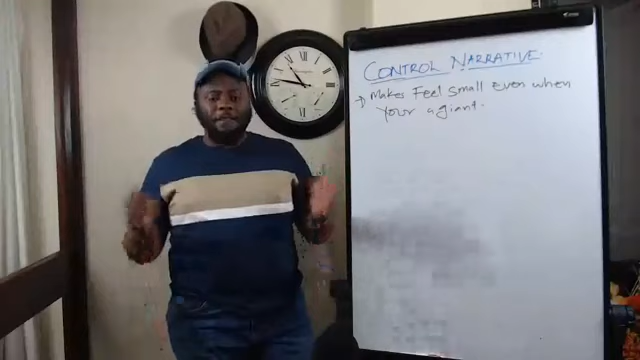 CONTROL NARRATIVE.
→ Makes Feel Small even when
your a giant.